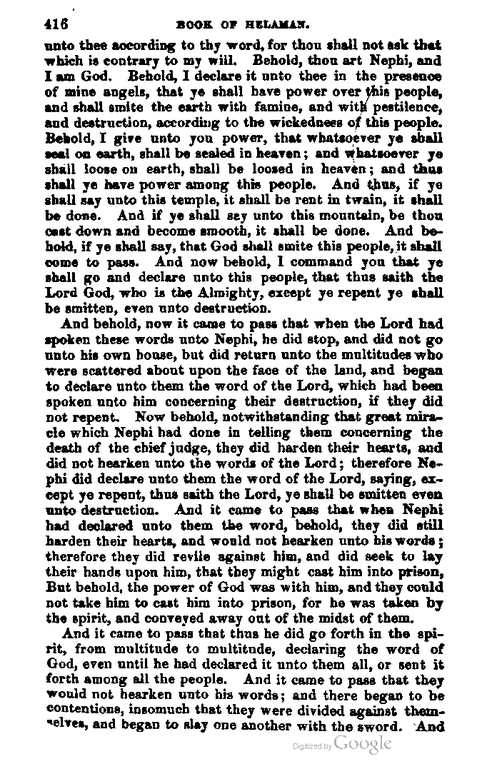 416 BOOK OF HELAMAN.
unto thee according to thy word, for thou shall not ask that
which is contrary to my will. Behold, thou art Nephi, and
I am God. Behold, I declare it unto thee in the presence
of mine angels, that ye shall have power over this people,
and shall smite the earth with famine, and with pestilence,
and destruction, according to the wickedness of this people.
Behold, I give unto you power, that whatsoever ye shall
seal on earth, shall be sealed in heaven; and whatsoever ye
shall loose on earth, shall be loosed in heaven; and thus
shall ye have power among this people. And thus, if ye
shall say unto this temple, it shall be rent in twain, it shall
be done. And if ye shall say unto this mountain, be thou
cast down and become smooth, it shall be done. And be-
hold, if ye shall say, that God shall smite this people, it shall
come to pass. And now behold, I command you that ye
shall go and declare unto this people, that thus saith the
Lord God, who is the Almighty, except ye repent ye shall
be smitten, even unto destruction.
And behold, now it came to pass that when the Lord had
spoken these words unto Nephi, he did stop, and did not go
unto his own house, but did return unto the multitudes who
were scattered about upon the face of the land, and began
to declare unto them the word of the Lord, which had been
spoken unto him concerning their destruction, if they did
not repent. Now behold, notwithstanding that great mira-
cle which Nephi had done in telling them concerning the
death of the chief judge, they did harden their hearts, and
did not hearken unto the words of the Lord; therefore Ne-
phi did declare unto them the word of the Lord, saying, ex-
cept ye repent, thus saith the Lord, ye shall be smitten even
unto destruction. And it came to pass that when Nephi
had declared unto them the word, behold, they did still
harden their hearts, and would not hearken unto his words;
therefore they did revile against him, and did seek to lay
their hands upon him, that they might cast him into prison,
But behold, the power of God was with him, and they could
not take him to cast him into prison, for he was taken by
the spirit, and conveyed away out of the midst of them.
And it came to pass that thus he did go forth in the spi-
rit, from multitude to multitude, declaring the word of
God, even until he had declared it unto them all, or sent it
forth among all the people. And it came to pass that they
would not hearken unto his words; and there began to be
contentions, insomuch that they were divided against them-
selves, and began to slay one another with the sword. And
Digitized by Google